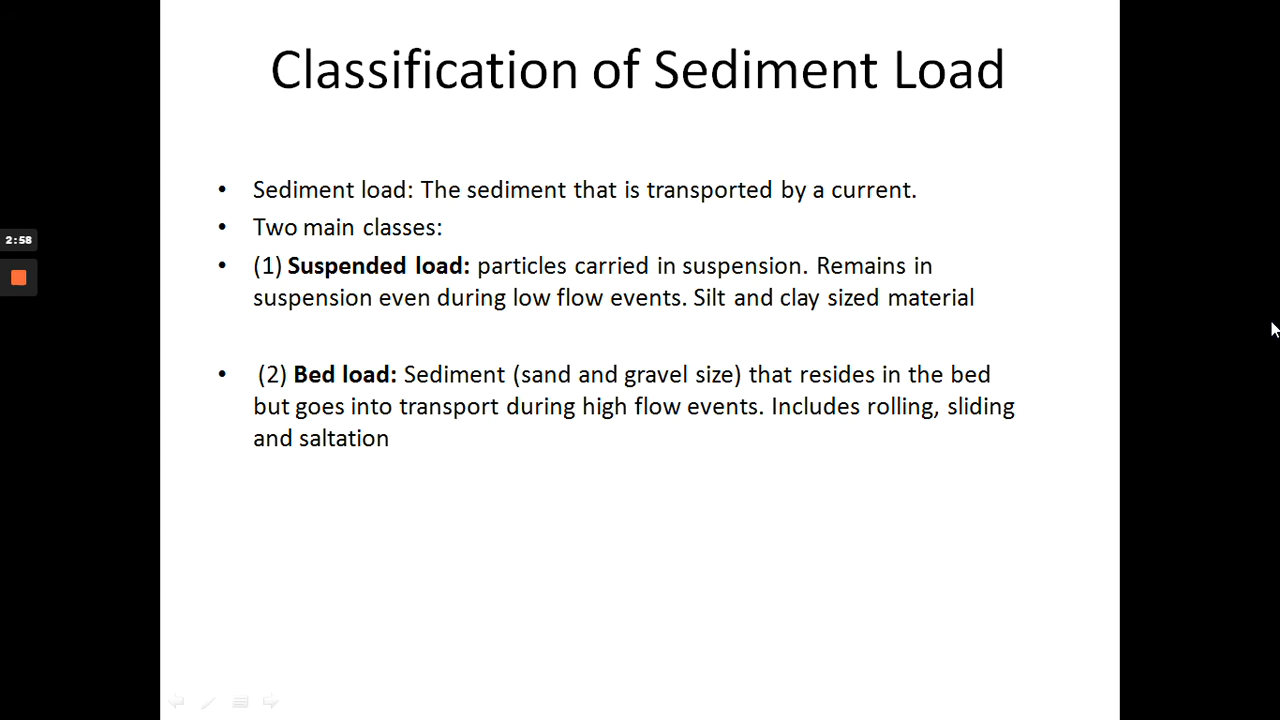 Classification of Sediment Load
• Sediment load: The sediment that is transported by a current.
• Two main classes:
2:58
• (1) Suspended load: particles carried in suspension. Remains in
suspension even during low flow events. Silt and clay sized material
• (2) Bed load: Sediment (sand and gravel size) that resides in the bed
but goes into transport during high flow events. Includes rolling, sliding
and saltation